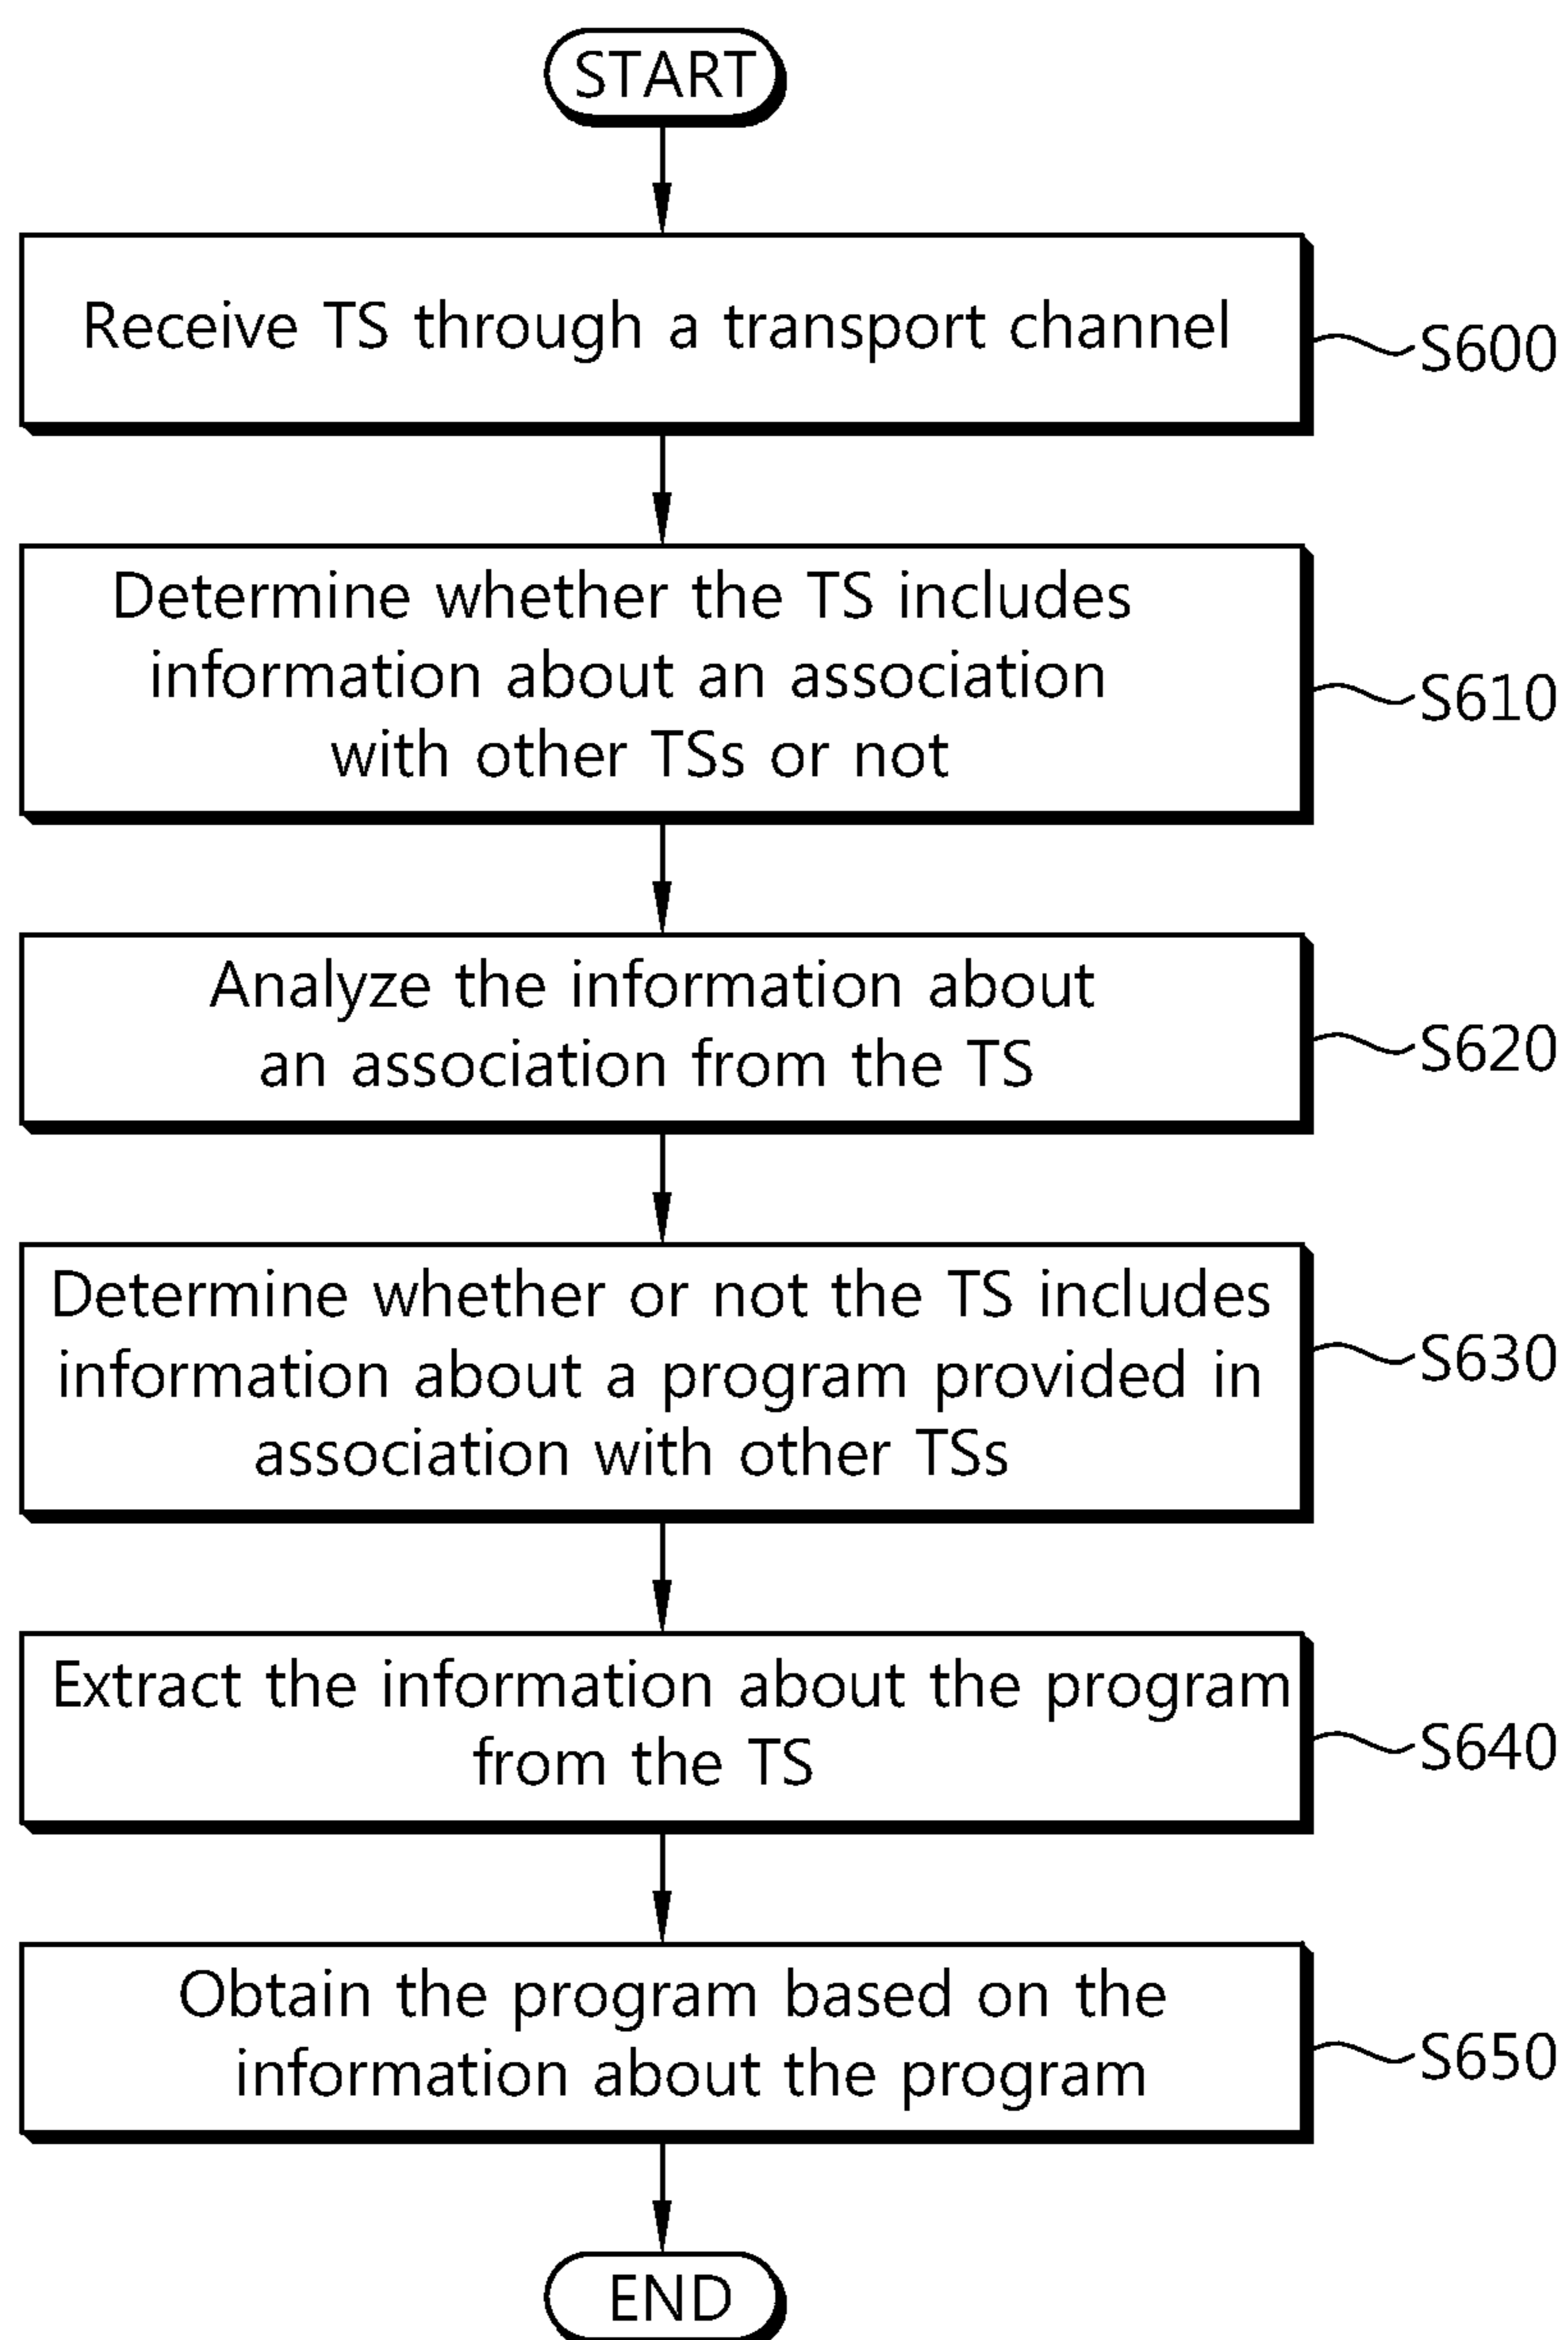 START
Receive TS through a transport channel
S600
Determine whether the TS includes
information about an association
with other TSs or not
S610
Analyze the information about
an association from the TS
S620
Determine whether or not the TS includes
information about a program provided in
association with other TSs
S630
Extract the information about the program
from the TS
S640
Obtain the program based on the
information about the program
S650
END